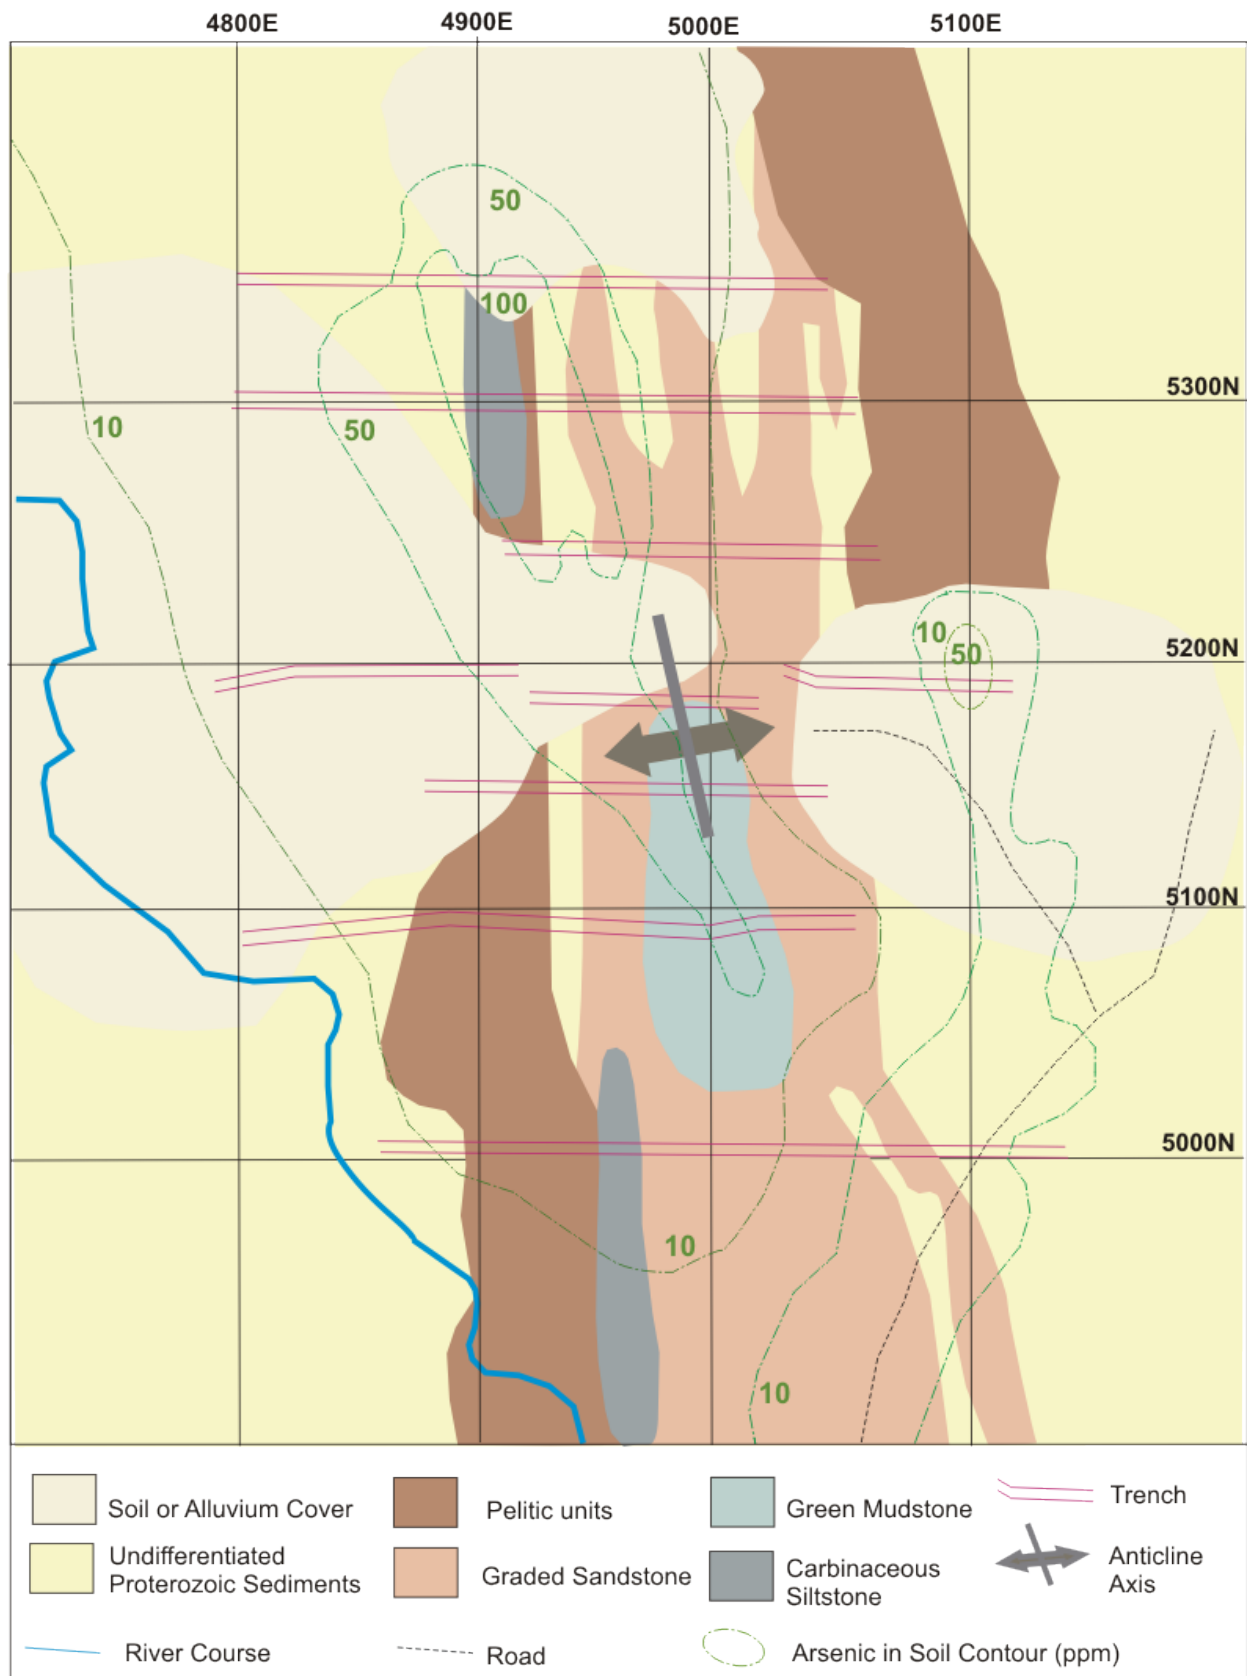 4800E 4900E 5000E 5100E
50
100
5300N
10
50
10
50
5200N
5100N
5000N
10
10
Soil or Alluvium Cover
Pelitic units
Green Mudstone
Trench
Undifferentiated
Proterozoic Sediments
Graded Sandstone
Carbinaceous
Siltstone
Anticline
Axis
River Course
Road
Arsenic in Soil Contour (ppm)